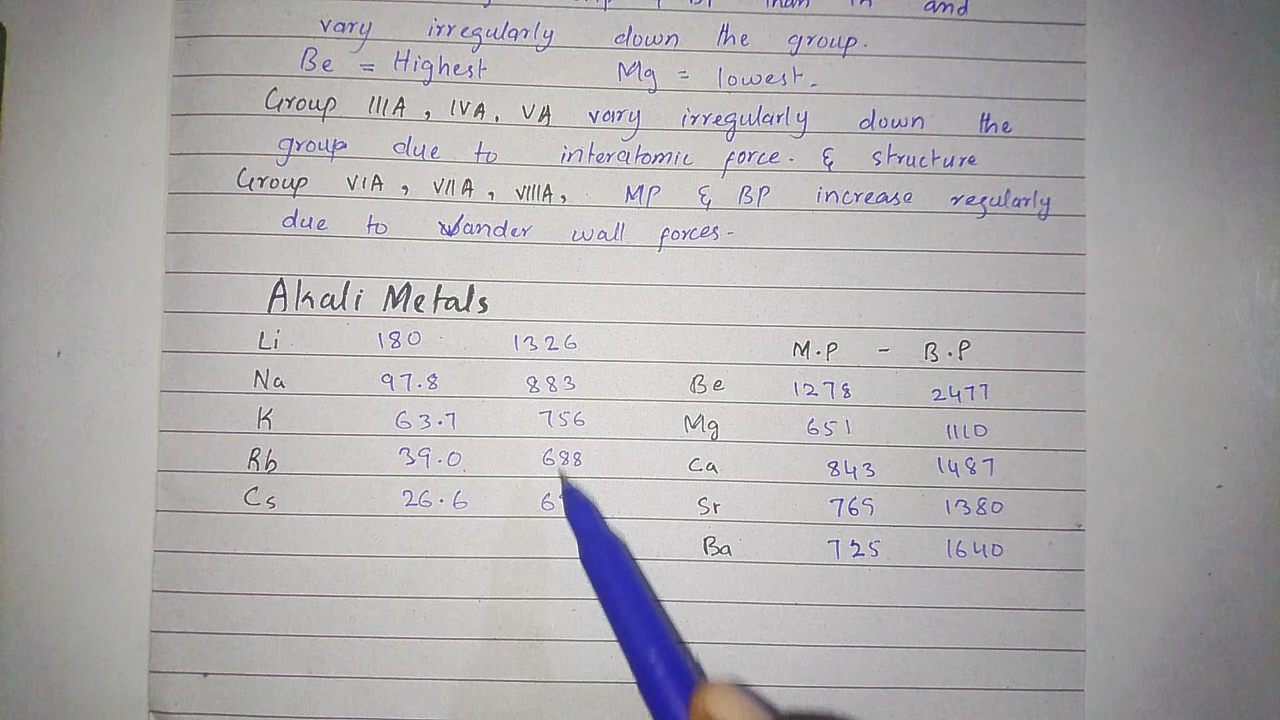 and
vary irregularly down the group.
Be = Highest Mg = lowest.
Group IIIA, IVA, VA vary irregularly down the
group due to interatomic force. & structure
Group VIA, VIIA, VIIIA, MP & BP increase regularly
due to Vander wall forces-
Akali Metals
Li 180 1326
Na 97.8 883
K 63.7 756
Rb 39.0 688
Cs 26.6
M.P - B.P
Be 1278 2477
Mg 651 1110
Ca 843 1487
Sr 769 1380
Ba 725 1640